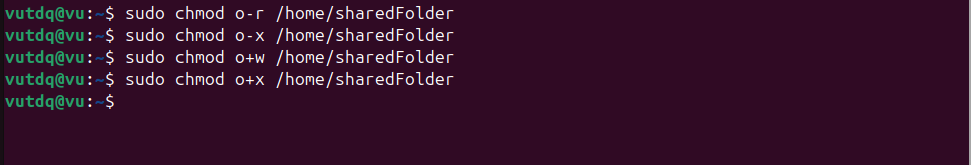 vutdq@vu:~$ sudo chmod o-r /home/sharedFolder
vutdq@vu:~$ sudo chmod o-x /home/sharedFolder
vutdq@vu:~$ sudo chmod o+w /home/sharedFolder
vutdq@vu:~$ sudo chmod o+x /home/sharedFolder
vutdq@vu:~$